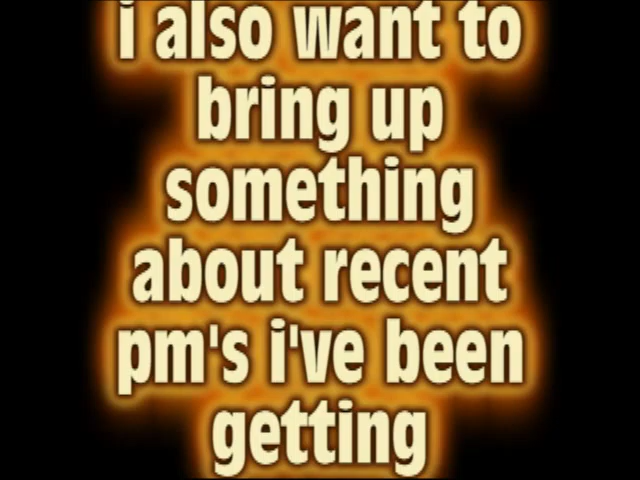 i also want to
bring up
something
about recent
pm's i've been
getting